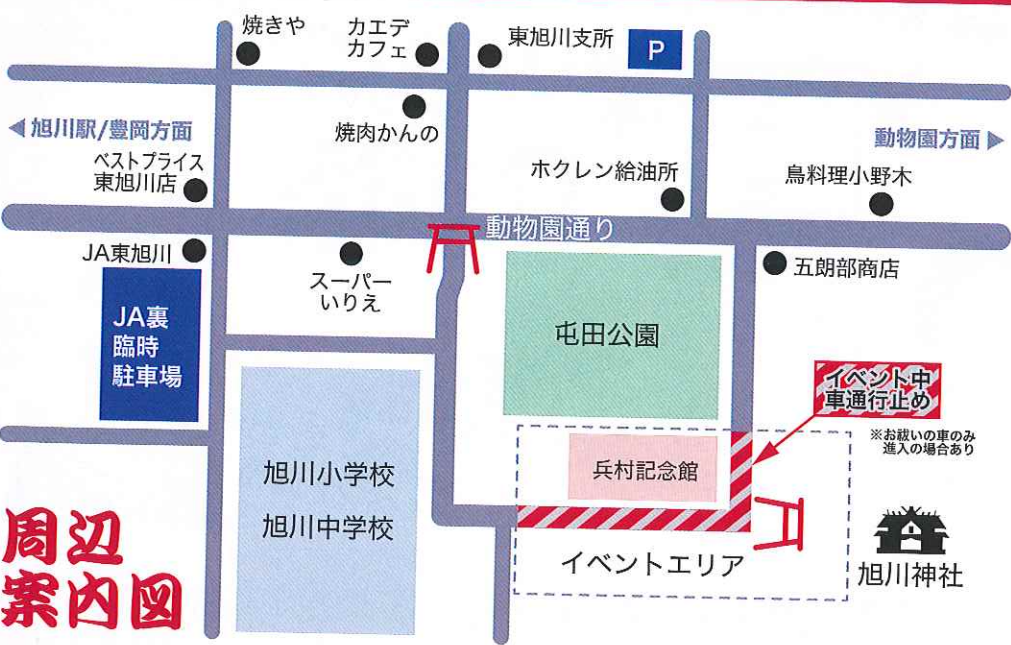 焼きや
カエデ
カフェ
東旭川支所
P
◀旭川駅/豊岡方面
焼肉かんの
動物園方面▶
ベストプライス
東旭川店
ホクレン給油所
鳥料理小野木
動物園通り
JA東旭川
スーパー
いりえ
五朗部商店
JA裏
臨時
駐車場
屯田公園
イベント中
車通行止め
※お祓いの車のみ
進入の場合あり
旭川小学校
旭川中学校
兵村記念館
イベントエリア
旭川神社
周辺
案内図